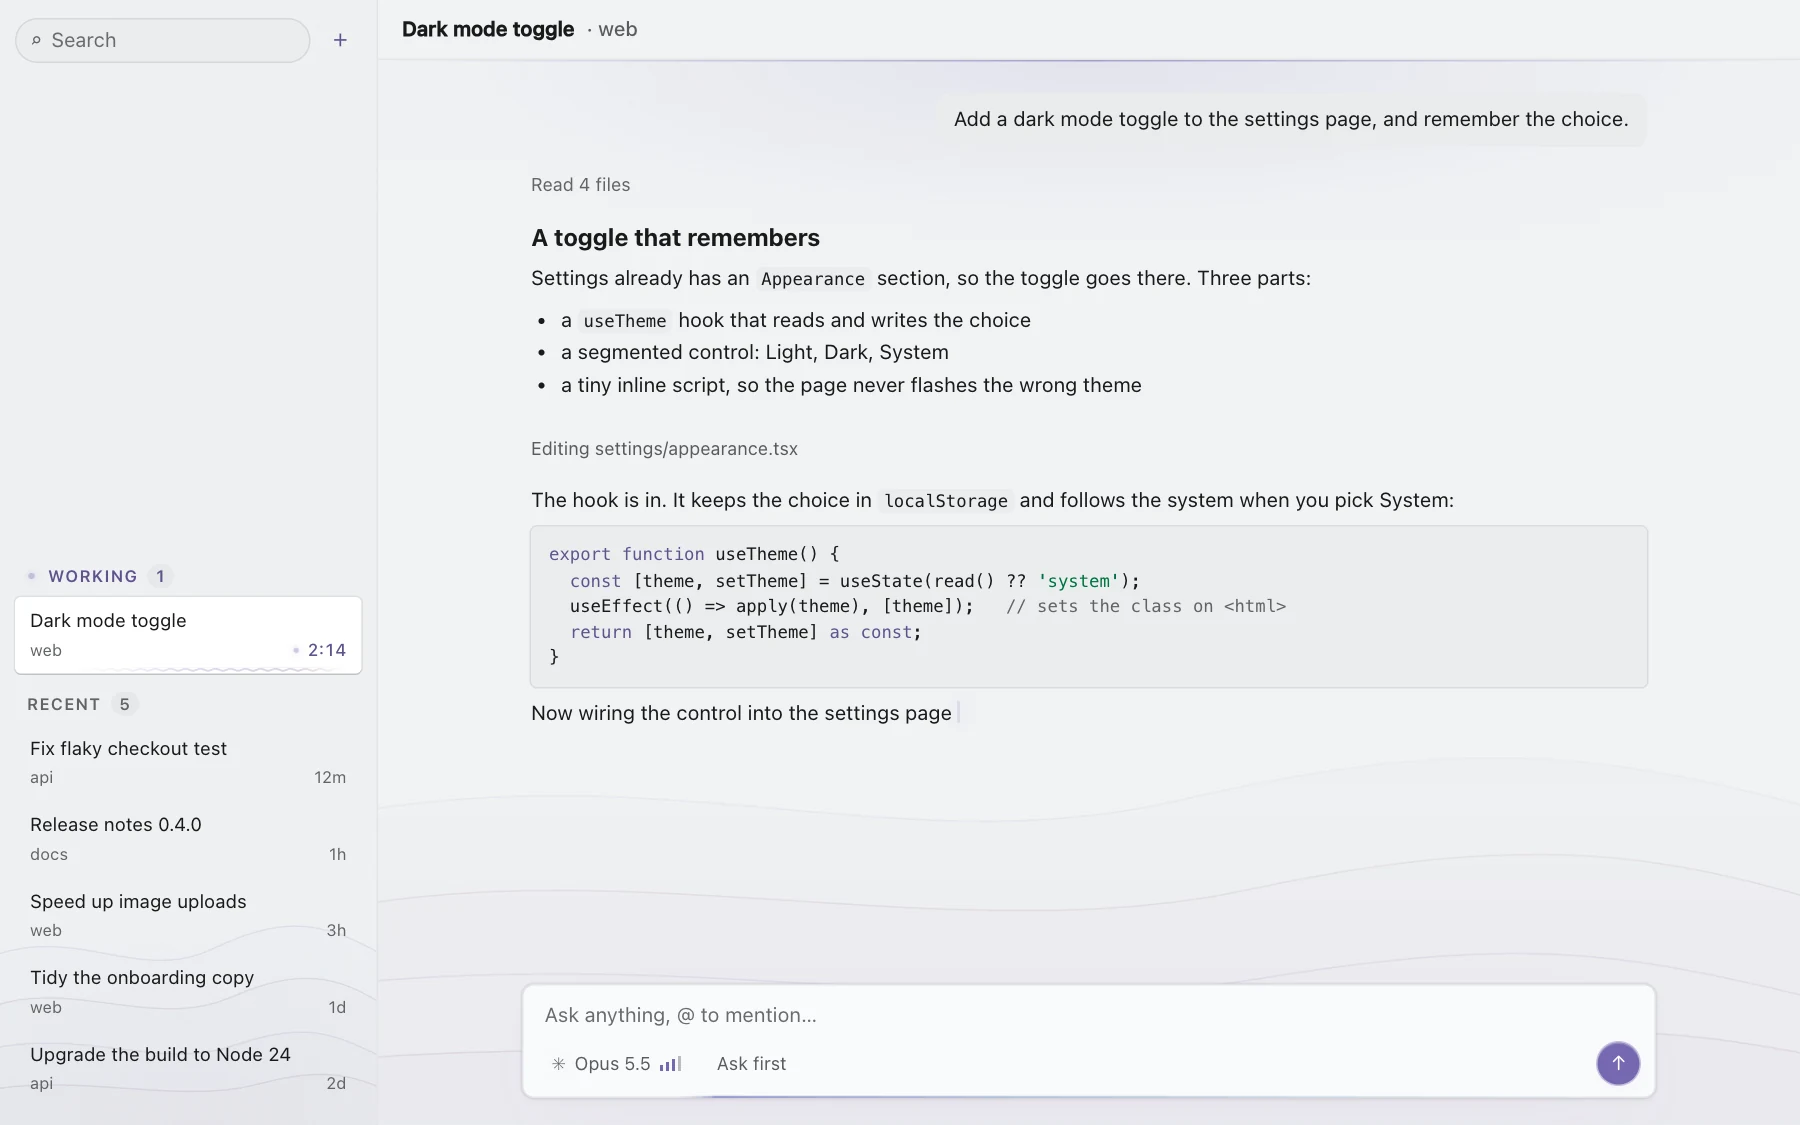 Search
+
WORKING 1
Dark mode toggle
web
2:14
RECENT 5
Fix flaky checkout test
api
12m
Release notes 0.4.0
docs
1h
Speed up image uploads
web
3h
Tidy the onboarding copy
web
1d
Upgrade the build to Node 24
api
2d
Dark mode toggle · web
Add a dark mode toggle to the settings page, and remember the choice.
Read 4 files
A toggle that remembers
Settings already has an Appearance section, so the toggle goes there. Three parts:
• a useTheme hook that reads and writes the choice
• a segmented control: Light, Dark, System
• a tiny inline script, so the page never flashes the wrong theme
Editing settings/appearance.tsx
The hook is in. It keeps the choice in localStorage and follows the system when you pick System:
export function useTheme() {
  const [theme, setTheme] = useState(read() ?? 'system');
  useEffect(() => apply(theme), [theme]);   // sets the class on <html>
  return [theme, setTheme] as const;
}
Now wiring the control into the settings page
Ask anything, @ to mention...
Opus 5.5
Ask first